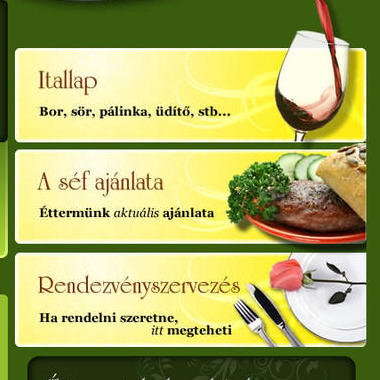 Itallap
Bor, sör, pálinka, üdítő, stb...
A séf ajánlata
Éttermünk aktuális ajánlata
Rendezvényszervezés
Ha rendelni szeretne,
itt megteheti